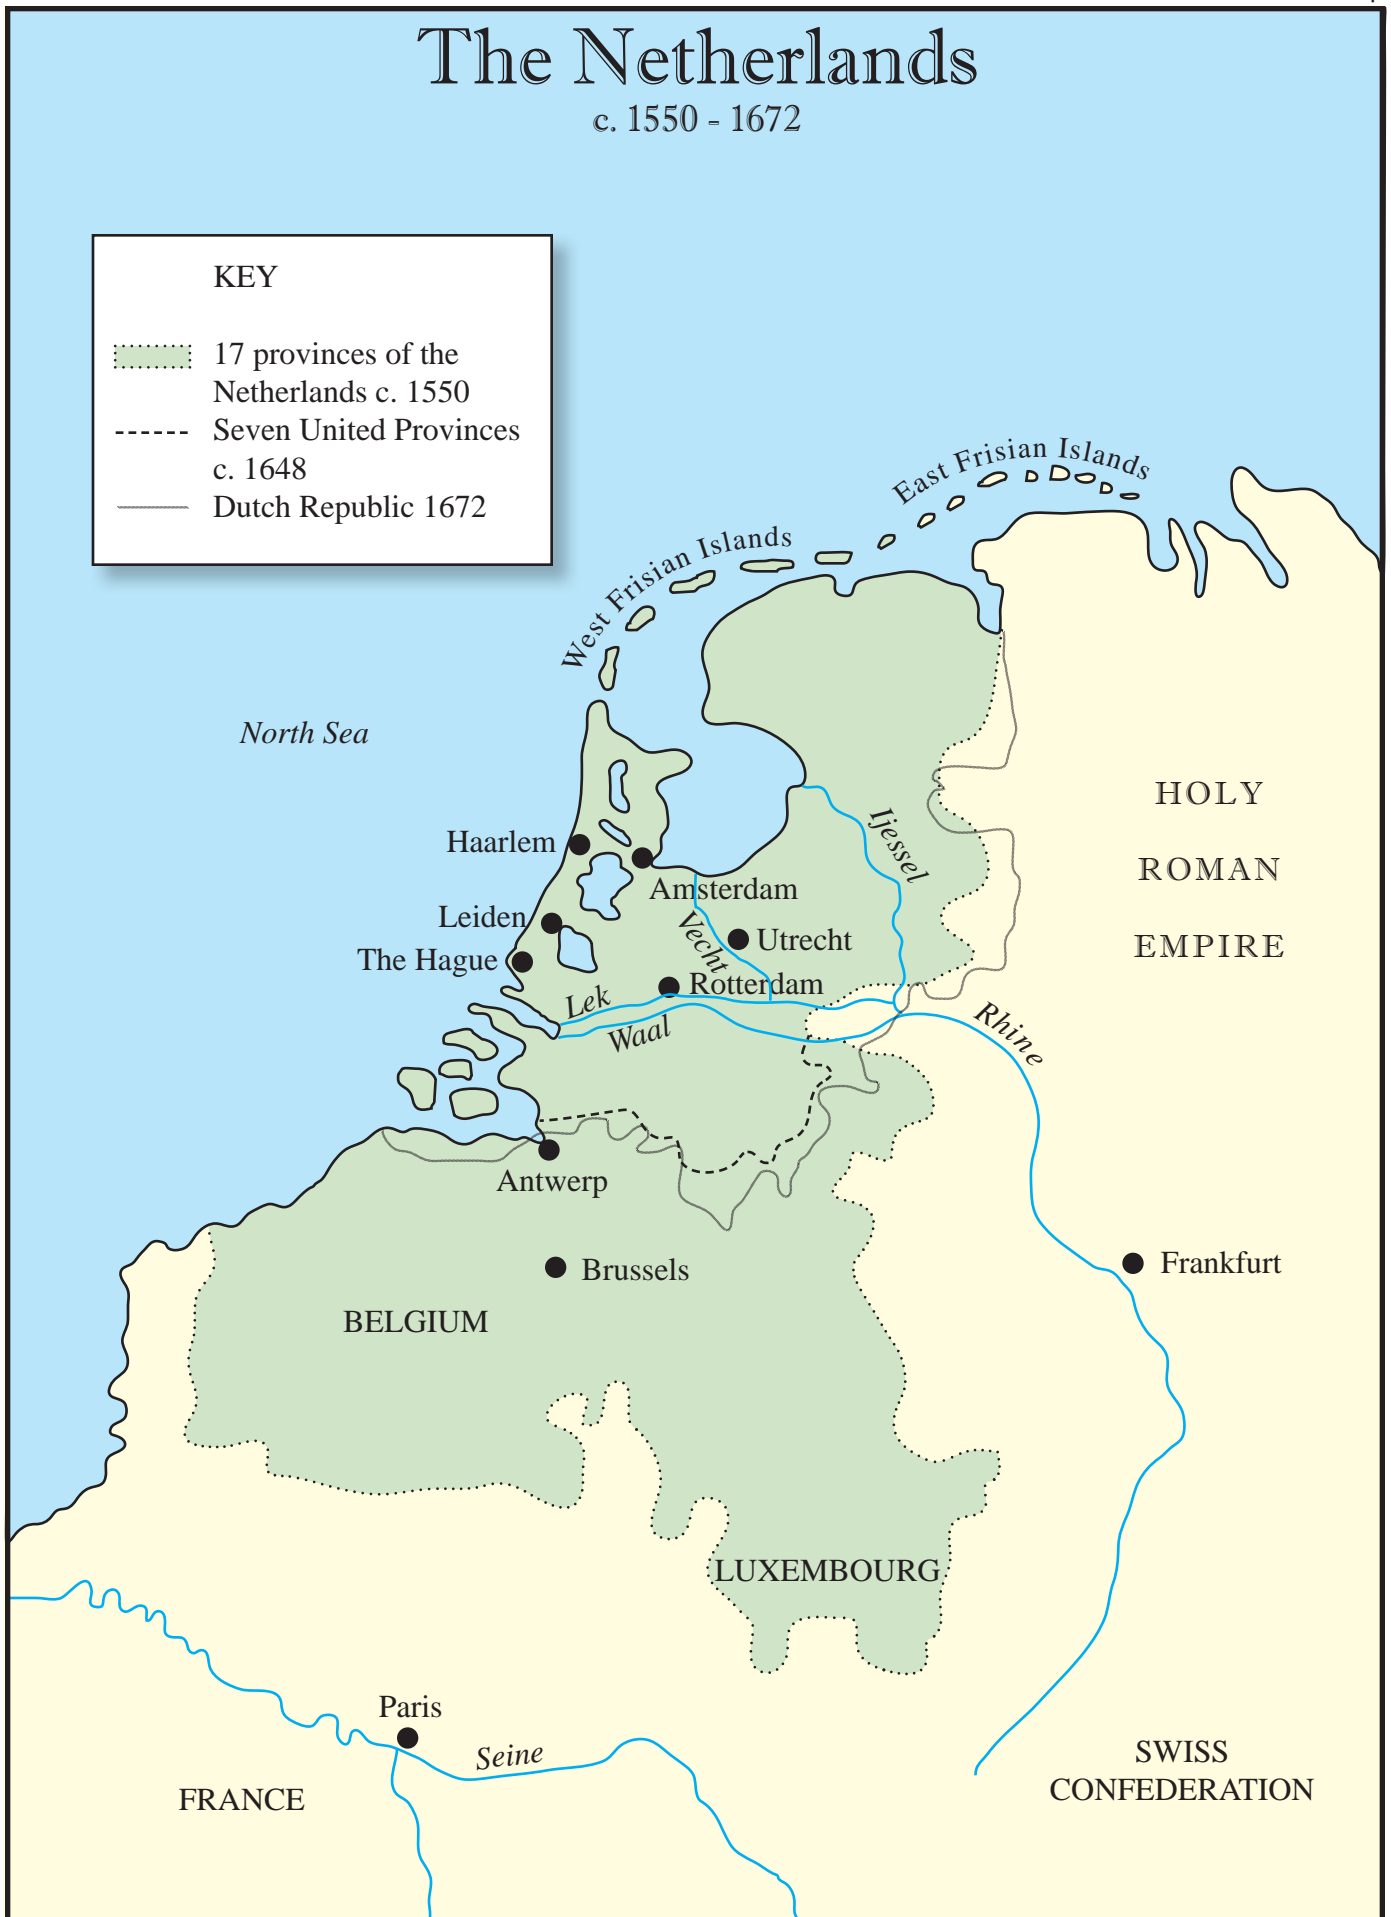 The Netherlands
c. 1550 - 1672
KEY
17 provinces of the
Netherlands c. 1550
Seven United Provinces
c. 1648
Dutch Republic 1672
East Frisian Islands
West Frisian Islands
North Sea
HOLY
ROMAN
EMPIRE
Ijessel
Haarlem
Amsterdam
Leiden
Vecht
Utrecht
The Hague
Rotterdam
Lek
Waal
Rhine
Antwerp
Brussels
Frankfurt
BELGIUM
LUXEMBOURG
Paris
Seine
FRANCE
SWISS
CONFEDERATION